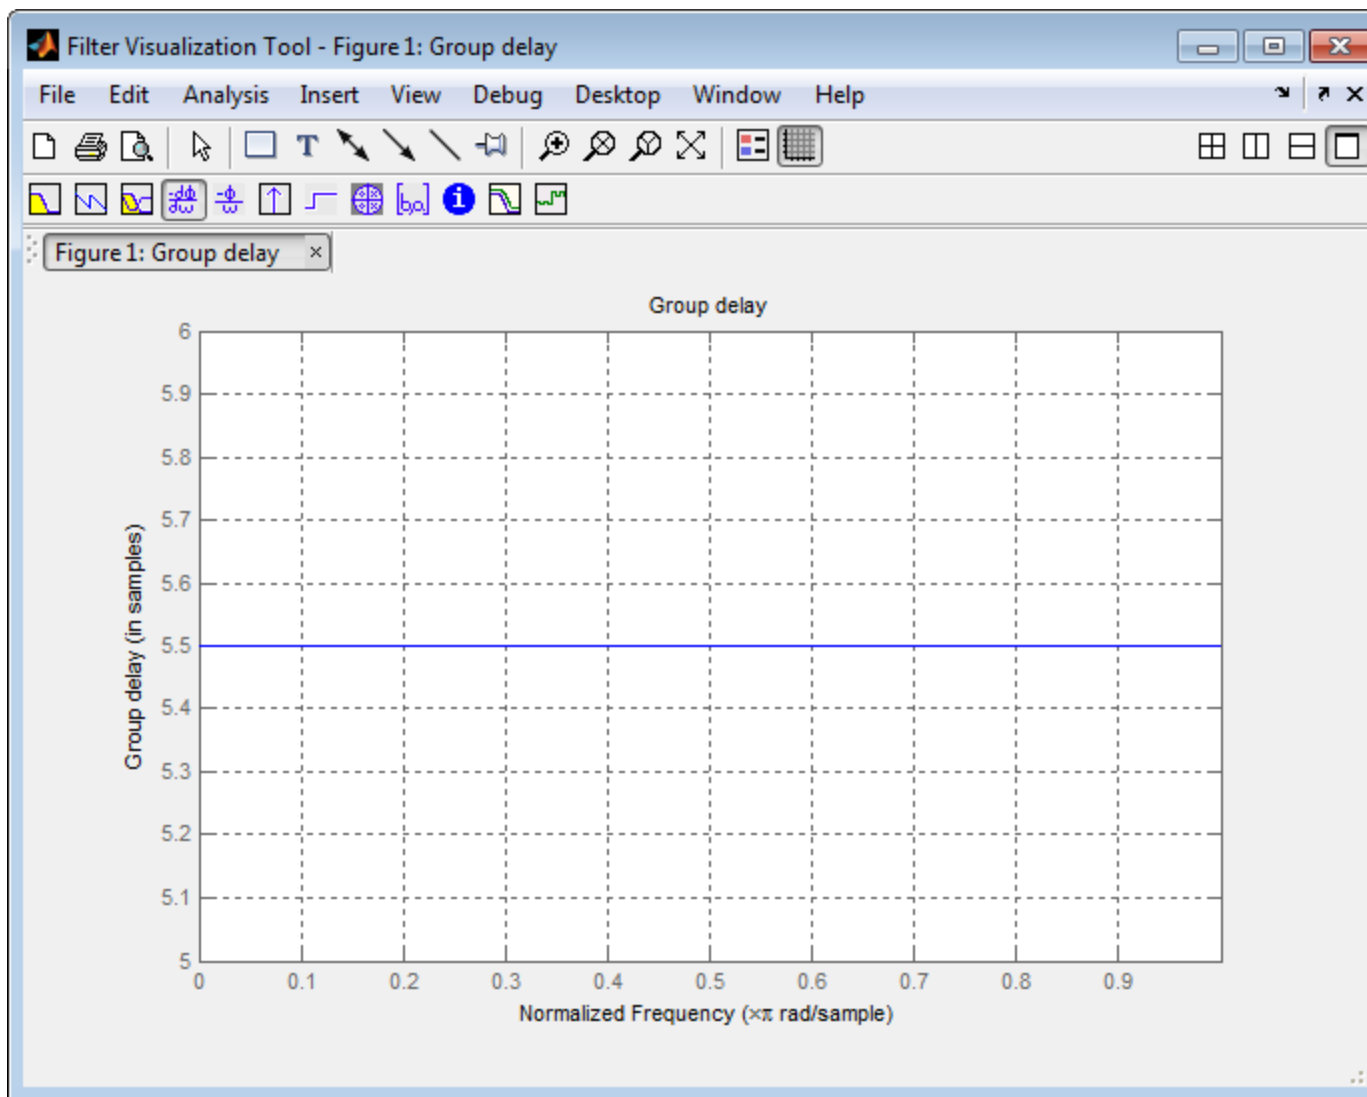 Filter Visualization Tool - Figure 1: Group delay
File Edit Analysis Insert View Debug Desktop Window Help
T
-dφ
dω
-φ
ω
[b,a]
i
Figure 1: Group delay ×
Group delay
6
5.9
5.8
5.7
5.6
5.5
5.4
5.3
5.2
5.1
5
Group delay (in samples)
0 0.1 0.2 0.3 0.4 0.5 0.6 0.7 0.8 0.9
Normalized Frequency (×π rad/sample)